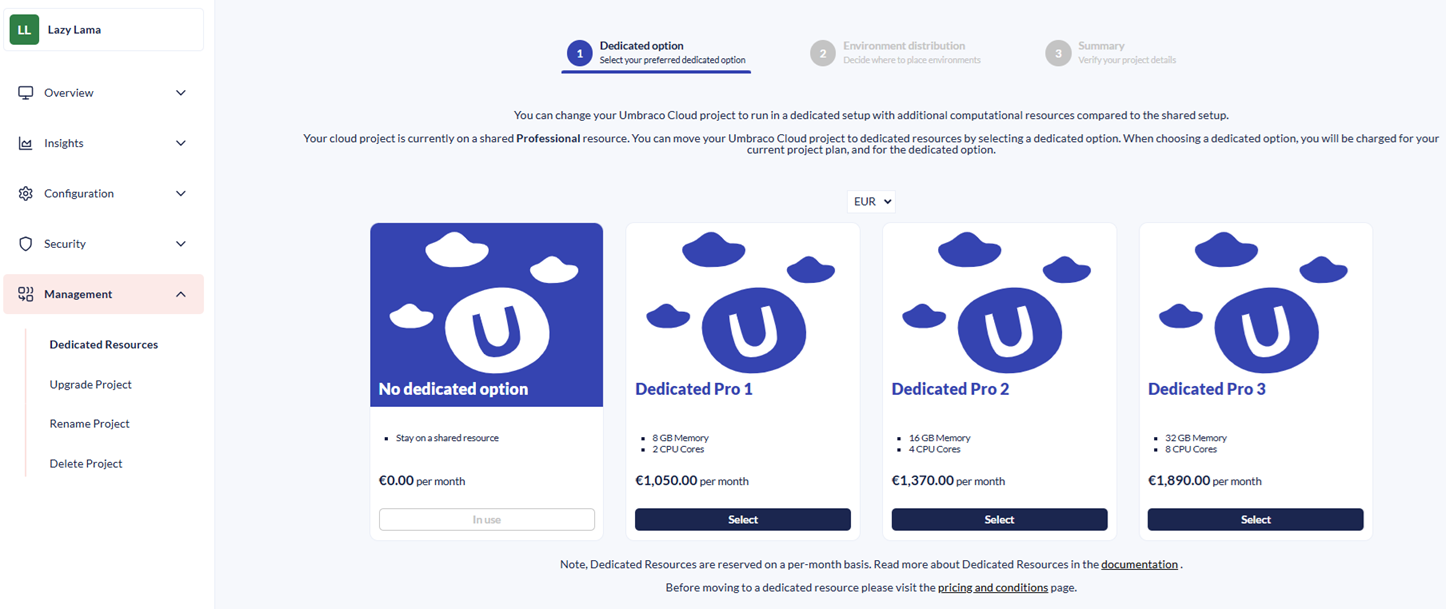 LL
Lazy Lama
Overview
Insights
Configuration
Security
Management
Dedicated Resources
Upgrade Project
Rename Project
Delete Project
1
Dedicated option
Select your preferred dedicated option
2
Environment distribution
Decide where to place environments
3
Summary
Verify your project details
You can change your Umbraco Cloud project to run in a dedicated setup with additional computational resources compared to the shared setup.
Your cloud project is currently on a shared Professional resource. You can move your Umbraco Cloud project to dedicated resources by selecting a dedicated option. When choosing a dedicated option, you will be charged for your
current project plan, and for the dedicated option.
EUR
No dedicated option
Stay on a shared resource
€0.00 per month
In use
Dedicated Pro 1
8 GB Memory
2 CPU Cores
€1,050.00 per month
Select
Dedicated Pro 2
16 GB Memory
4 CPU Cores
€1,370.00 per month
Select
Dedicated Pro 3
32 GB Memory
8 CPU Cores
€1,890.00 per month
Select
Note, Dedicated Resources are reserved on a per-month basis. Read more about Dedicated Resources in the documentation .
Before moving to a dedicated resource please visit the pricing and conditions page.